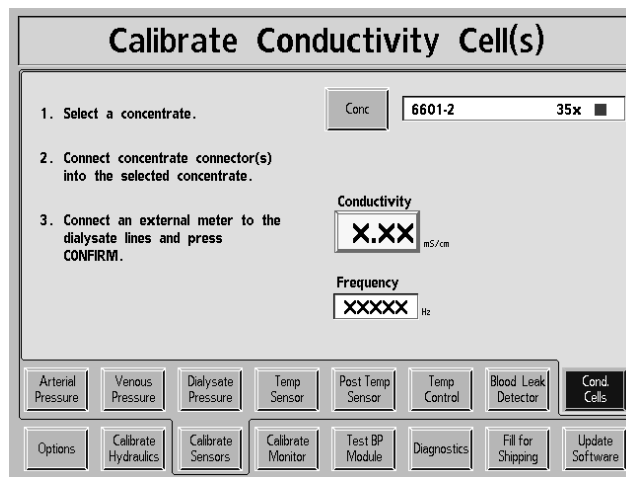 Calibrate Conductivity Cell(s)
1. Select a concentrate.
Conc
6601-2 35x
2. Connect concentrate connector(s)
into the selected concentrate.
3. Connect an external meter to the
dialysate lines and press
CONFIRM.
Conductivity
X.XX mS/cm
Frequency
XXXXX Hz
Arterial Pressure
Venous Pressure
Dialysate Pressure
Temp Sensor
Post Temp Sensor
Temp Control
Blood Leak Detector
Cond. Cells
Options
Calibrate Hydraulics
Calibrate Sensors
Calibrate Monitor
Test BP Module
Diagnostics
Fill for Shipping
Update Software